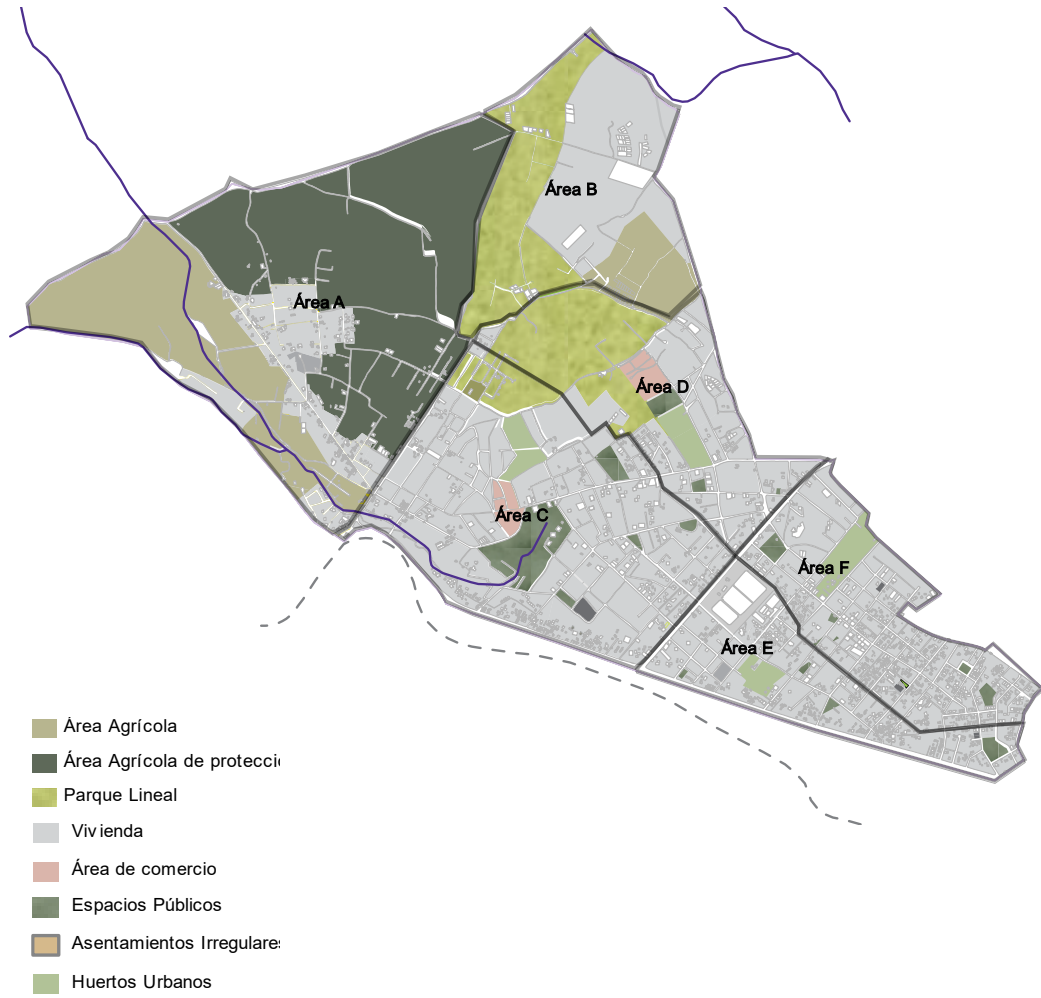 Área B
Área A
Área D
Área C
Área F
Área E
Área Agrícola
Área Agrícola de protecci
Parque Lineal
Vivienda
Área de comercio
Espacios Públicos
Asentamientos Irregulare
Huertos Urbanos